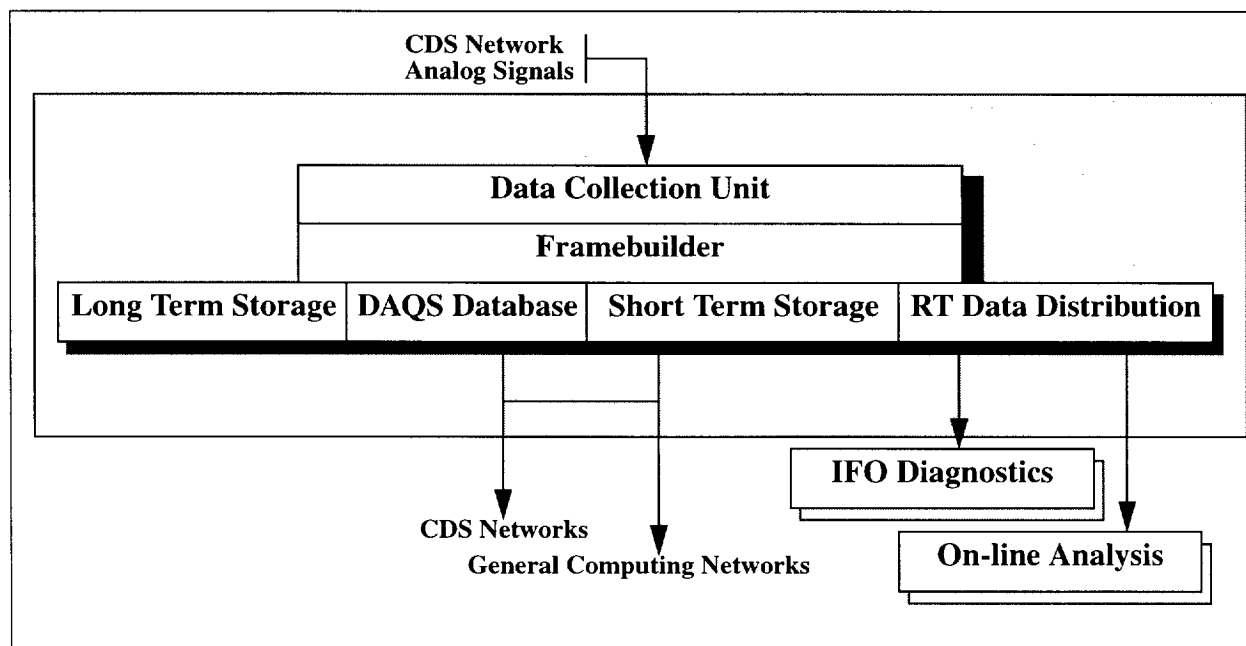 CDS Network
Analog Signals
Data Collection Unit
Framebuilder
Long Term Storage
DAQS Database
Short Term Storage
RT Data Distribution
IFO Diagnostics
CDS Networks
General Computing Networks
On-line Analysis